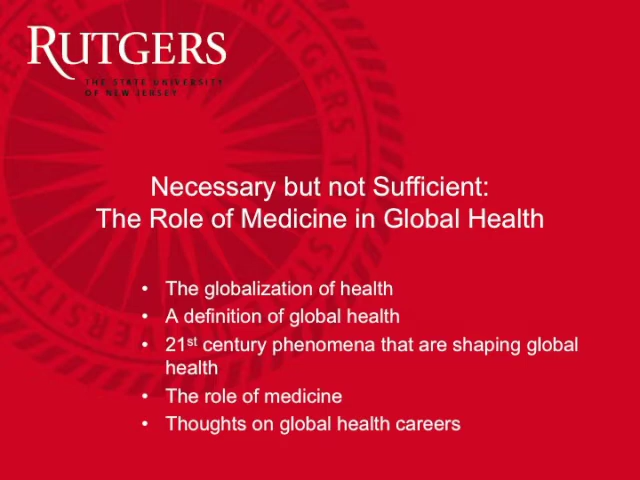 RUTGERS
THE STATE UNIVERSITY
OF NEW JERSEY
Necessary but not Sufficient:
The Role of Medicine in Global Health
• The globalization of health
• A definition of global health
• 21st century phenomena that are shaping global
health
• The role of medicine
• Thoughts on global health careers